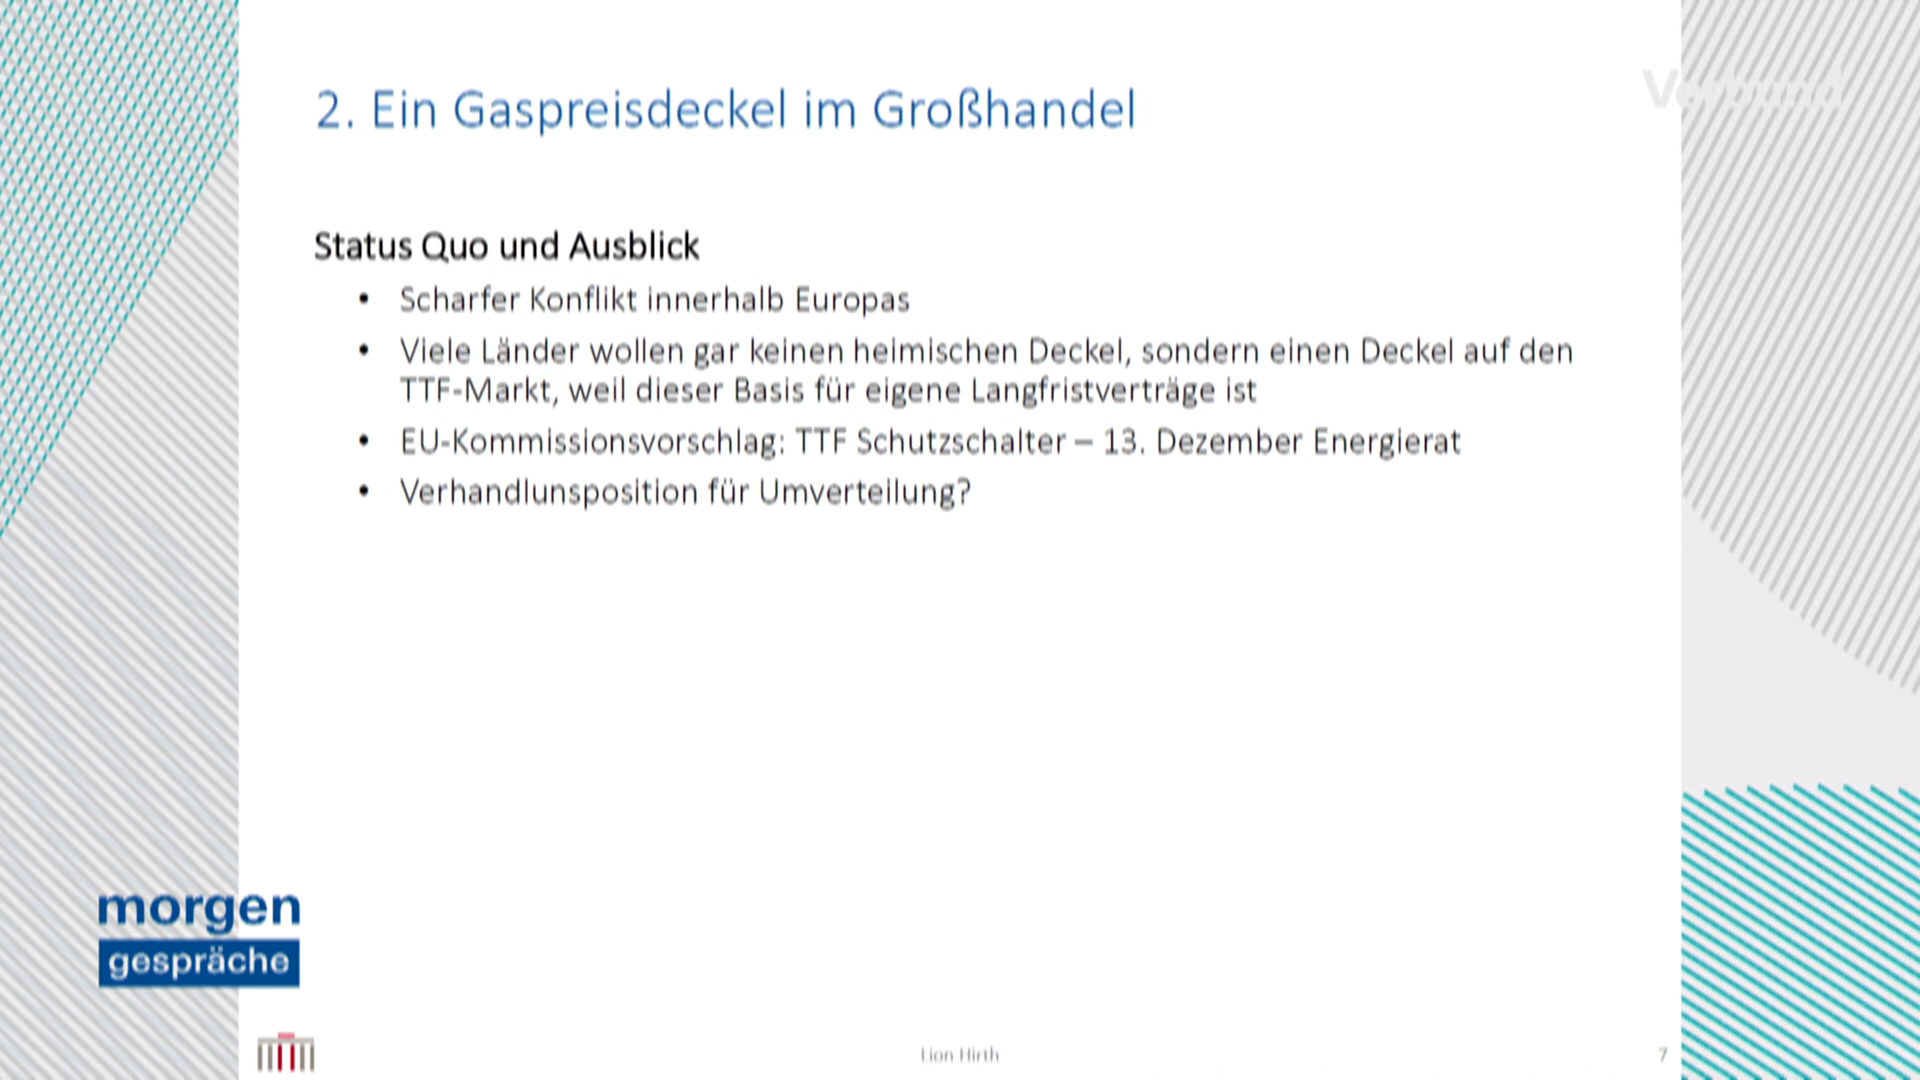 Verbund
2. Ein Gaspreisdeckel im Großhandel
Status Quo und Ausblick
• Scharfer Konflikt innerhalb Europas
• Viele Länder wollen gar keinen heimischen Deckel, sondern einen Deckel auf den
TTF-Markt, weil dieser Basis für eigene Langfristverträge ist
• EU-Kommissionsvorschlag: TTF Schutzschalter – 13. Dezember Energierat
• Verhandlunsposition für Umverteilung?
morgen
gespräche
Lion Hirth
7